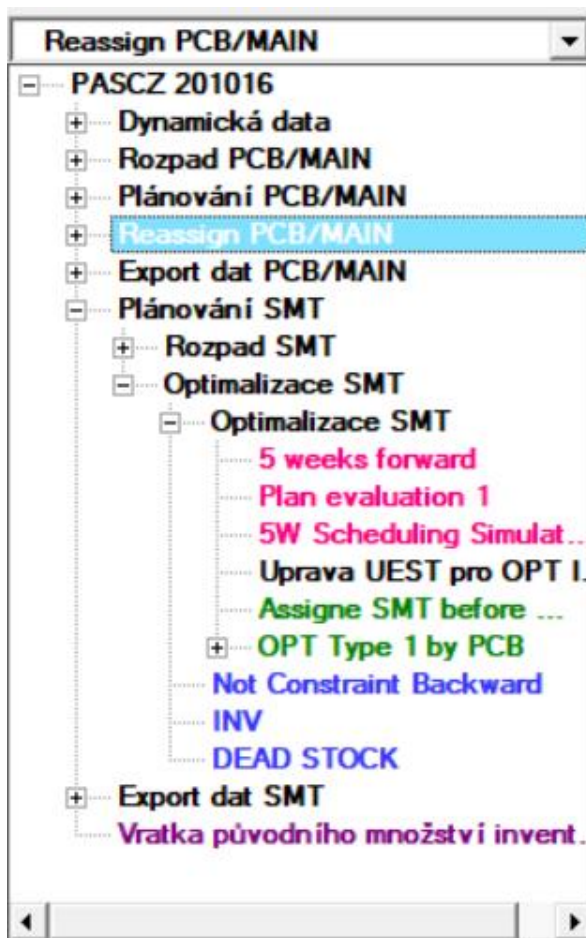 Reassign PCB/MAIN
PASCZ 201016
Dynamická data
Rozpad PCB/MAIN
Plánování PCB/MAIN
Reassign PCB/MAIN
Export dat PCB/MAIN
Plánování SMT
Rozpad SMT
Optimalizace SMT
Optimalizace SMT
5 weeks forward
Plan evaluation 1
5W Scheduling Simulat...
Uprava UEST pro OPT I.
Assigne SMT before ...
OPT Type 1 by PCB
Not Constraint Backward
INV
DEAD STOCK
Export dat SMT
Vratka původního množství invent.